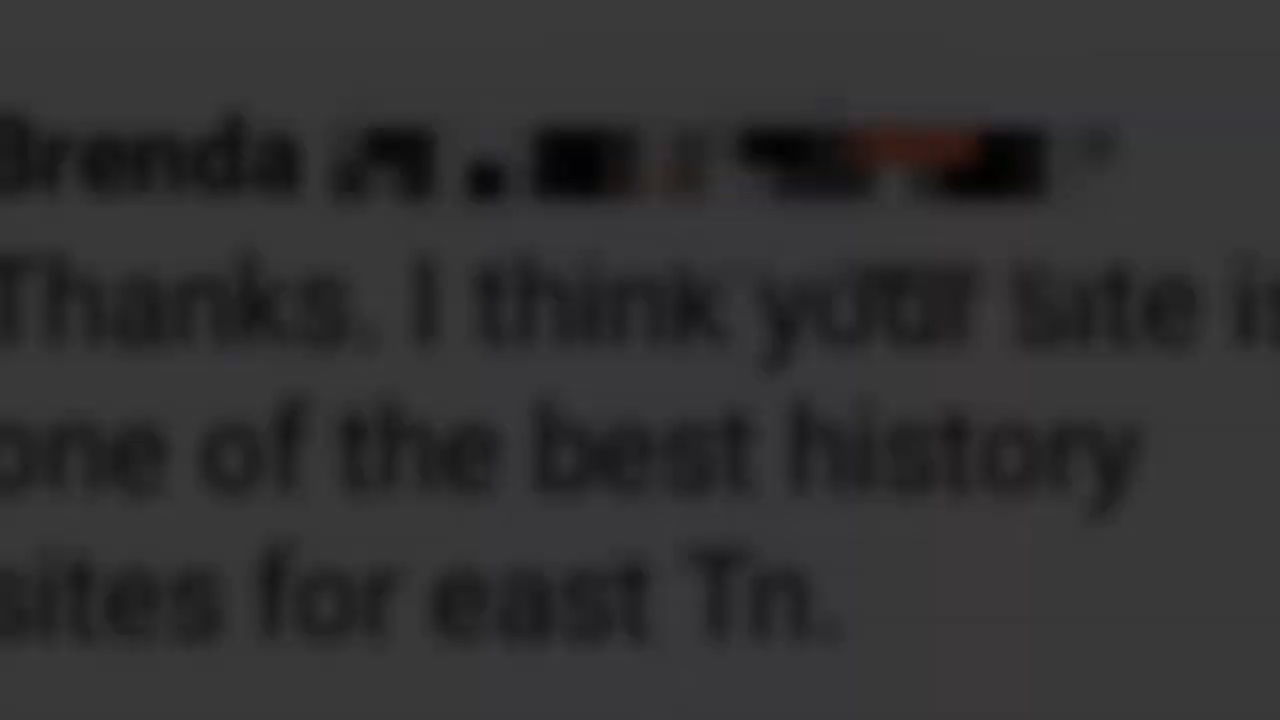 Brenda
Thanks. I think your site is
one of the best history
sites for east Tn.